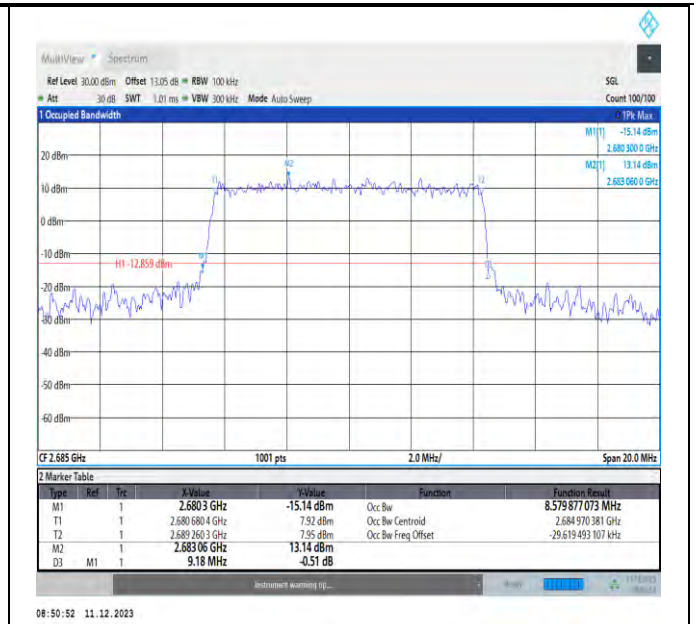 MultiView Spectrum
Ref Level 30.00 dBm Offset 13.05 dB RBW 100 kHz SGL
Att 30 dB SWT 1.01 ms VBW 300 kHz Mode Auto Sweep Count 100/100
1 Occupied Bandwidth 1Pk Max
M1[1] -15.14 dBm
2.680 300 0 GHz
M2[1] 13.14 dBm
2.683 060 0 GHz
20 dBm
M2
T1 T2
10 dBm
0 dBm
-10 dBm
H1 -12.859 dBm
-20 dBm
-30 dBm
-40 dBm
-50 dBm
-60 dBm
CF 2.685 GHz 1001 pts 2.0 MHz/ Span 20.0 MHz
2 Marker Table
Type Ref Trc X-Value Y-Value Function Function Result
M1 1 2.680 3 GHz -15.14 dBm Occ Bw 8.579 877 073 MHz
T1 1 2.680 680 4 GHz 7.92 dBm Occ Bw Centroid 2.684 970 381 GHz
T2 1 2.689 260 3 GHz 7.95 dBm Occ Bw Freq Offset -29.619 493 107 kHz
M2 1 2.683 06 GHz 13.14 dBm
D3 M1 1 9.18 MHz -0.51 dB
Instrument warming up... Ready
08:50:52 11.12.2023